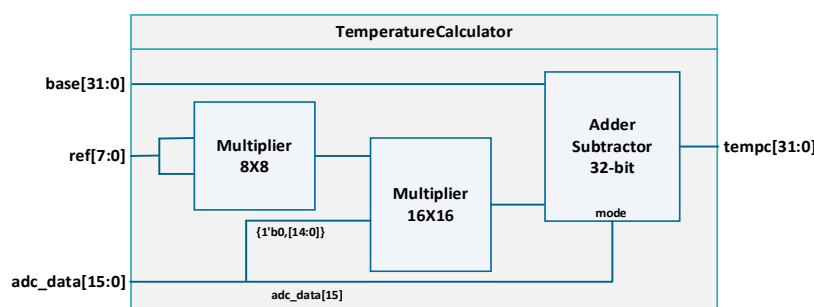 TemperatureCalculator
base[31:0]
ref[7:0]
Multiplier
8X8
Multiplier
16X16
Adder
Subtractor
32-bit
mode
tempc[31:0]
{1'b0,[14:0]}
adc_data[15:0]
adc_data[15]